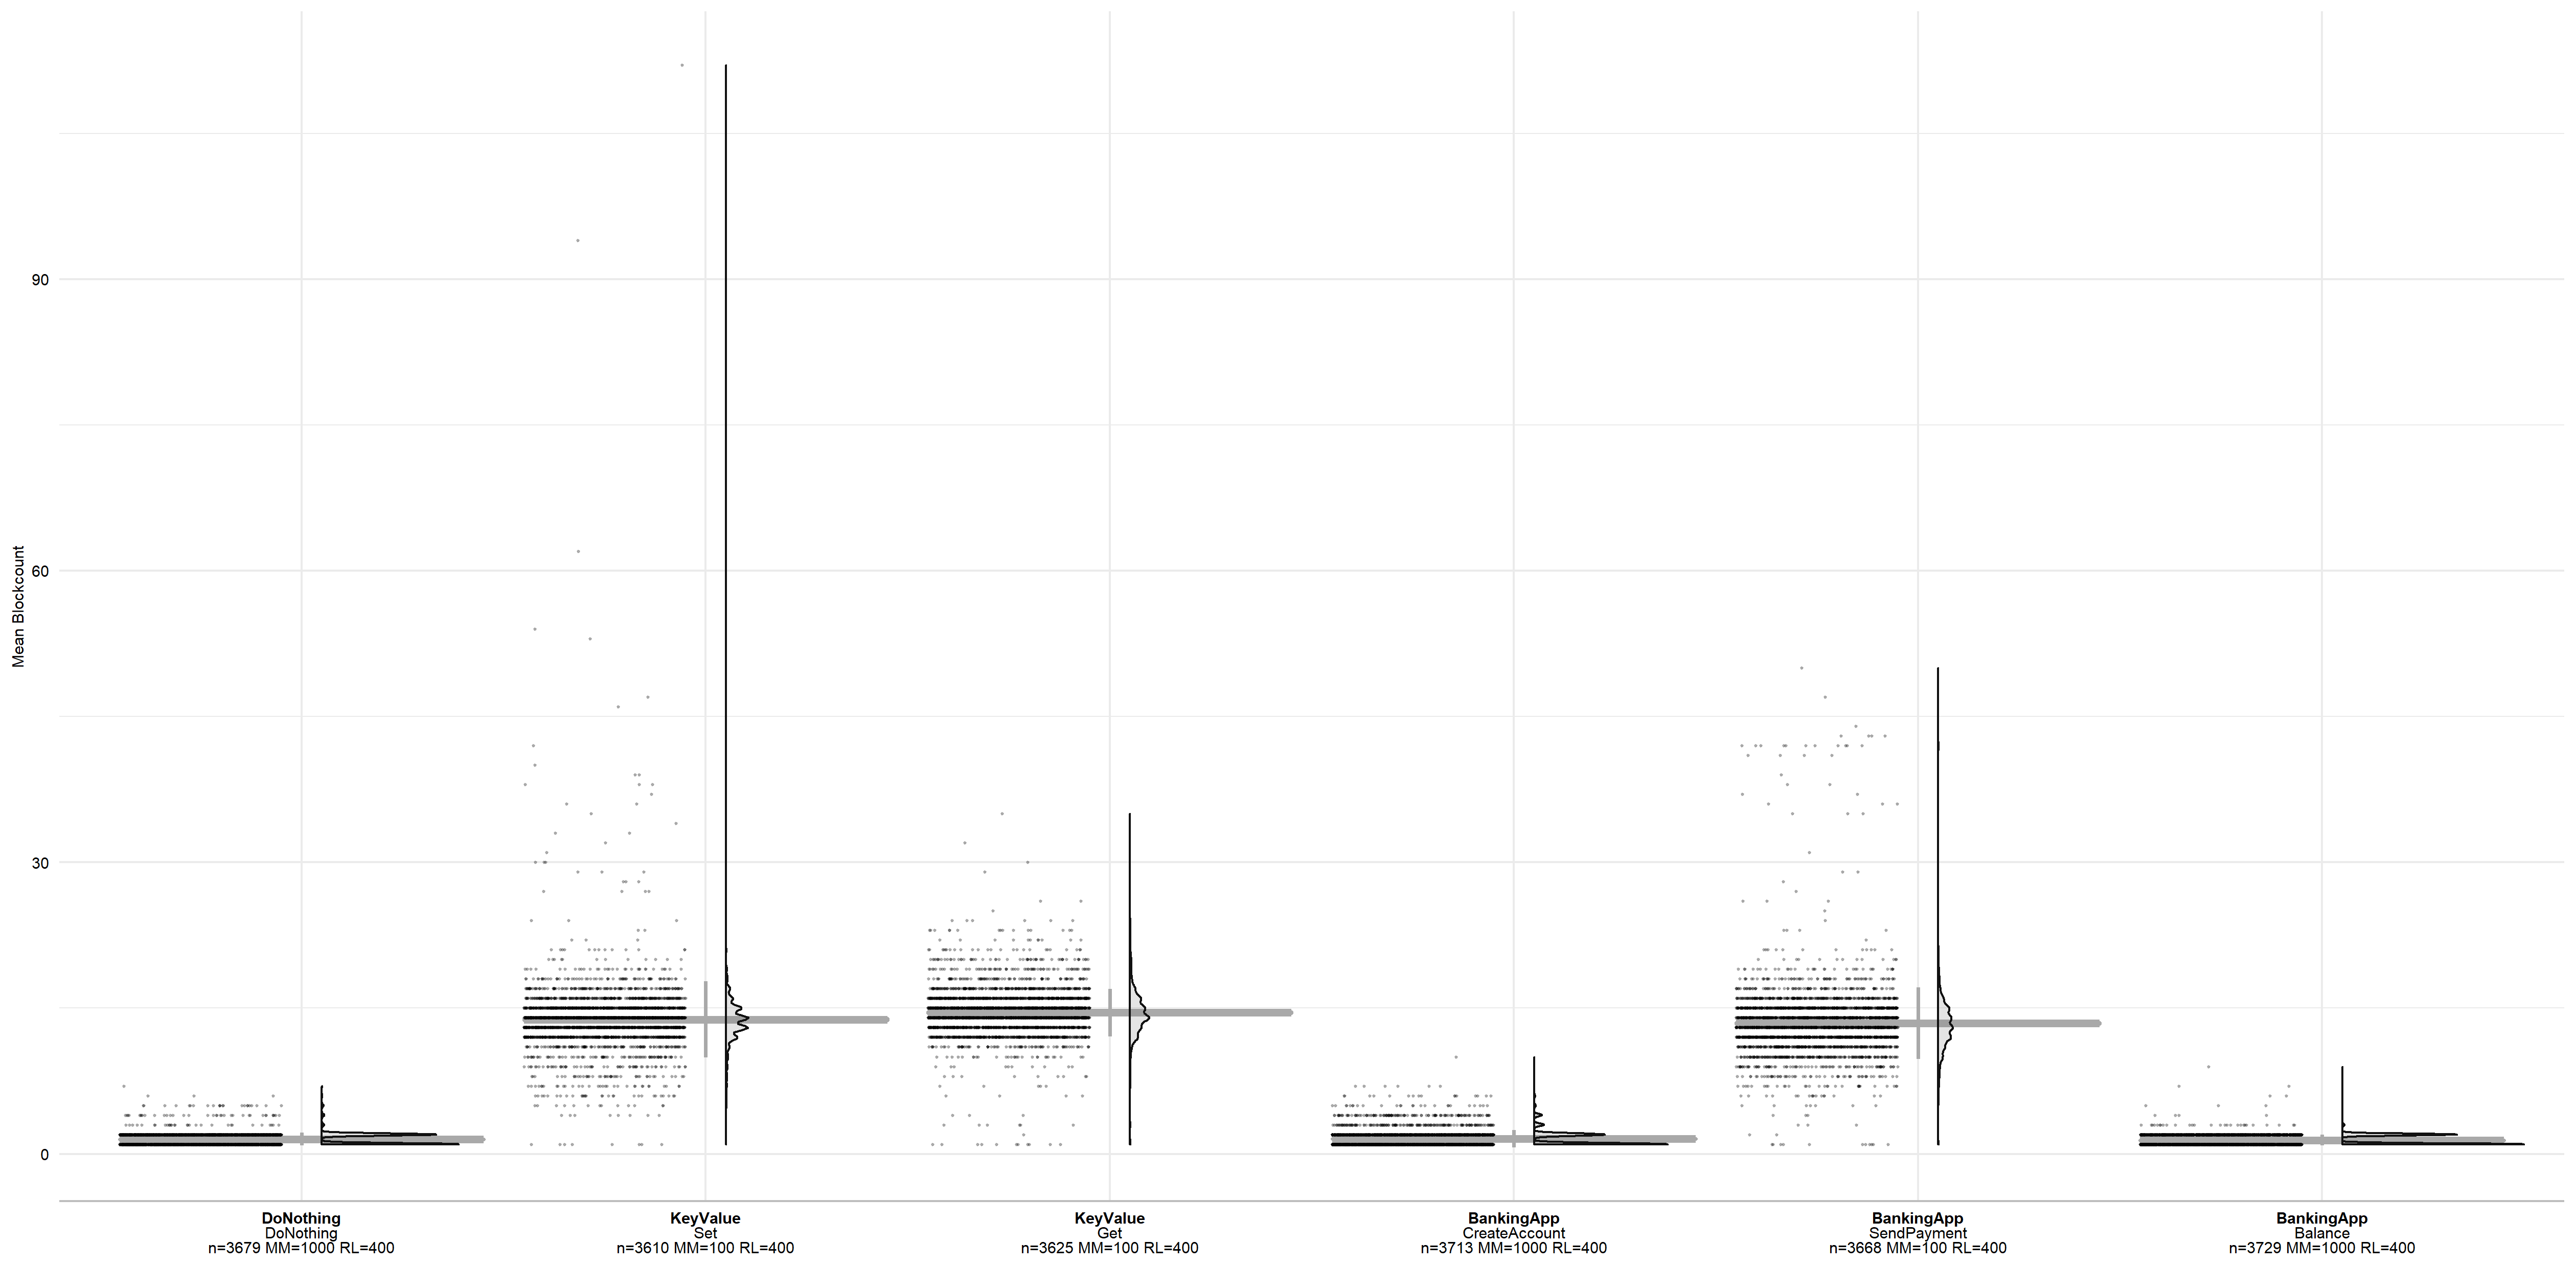 Mean Blockcount
90
60
30
0
DoNothing
DoNothing
n=3679 MM=1000 RL=400
KeyValue
Set
n=3610 MM=100 RL=400
KeyValue
Get
n=3625 MM=100 RL=400
BankingApp
CreateAccount
n=3713 MM=1000 RL=400
BankingApp
SendPayment
n=3668 MM=100 RL=400
BankingApp
Balance
n=3729 MM=1000 RL=400